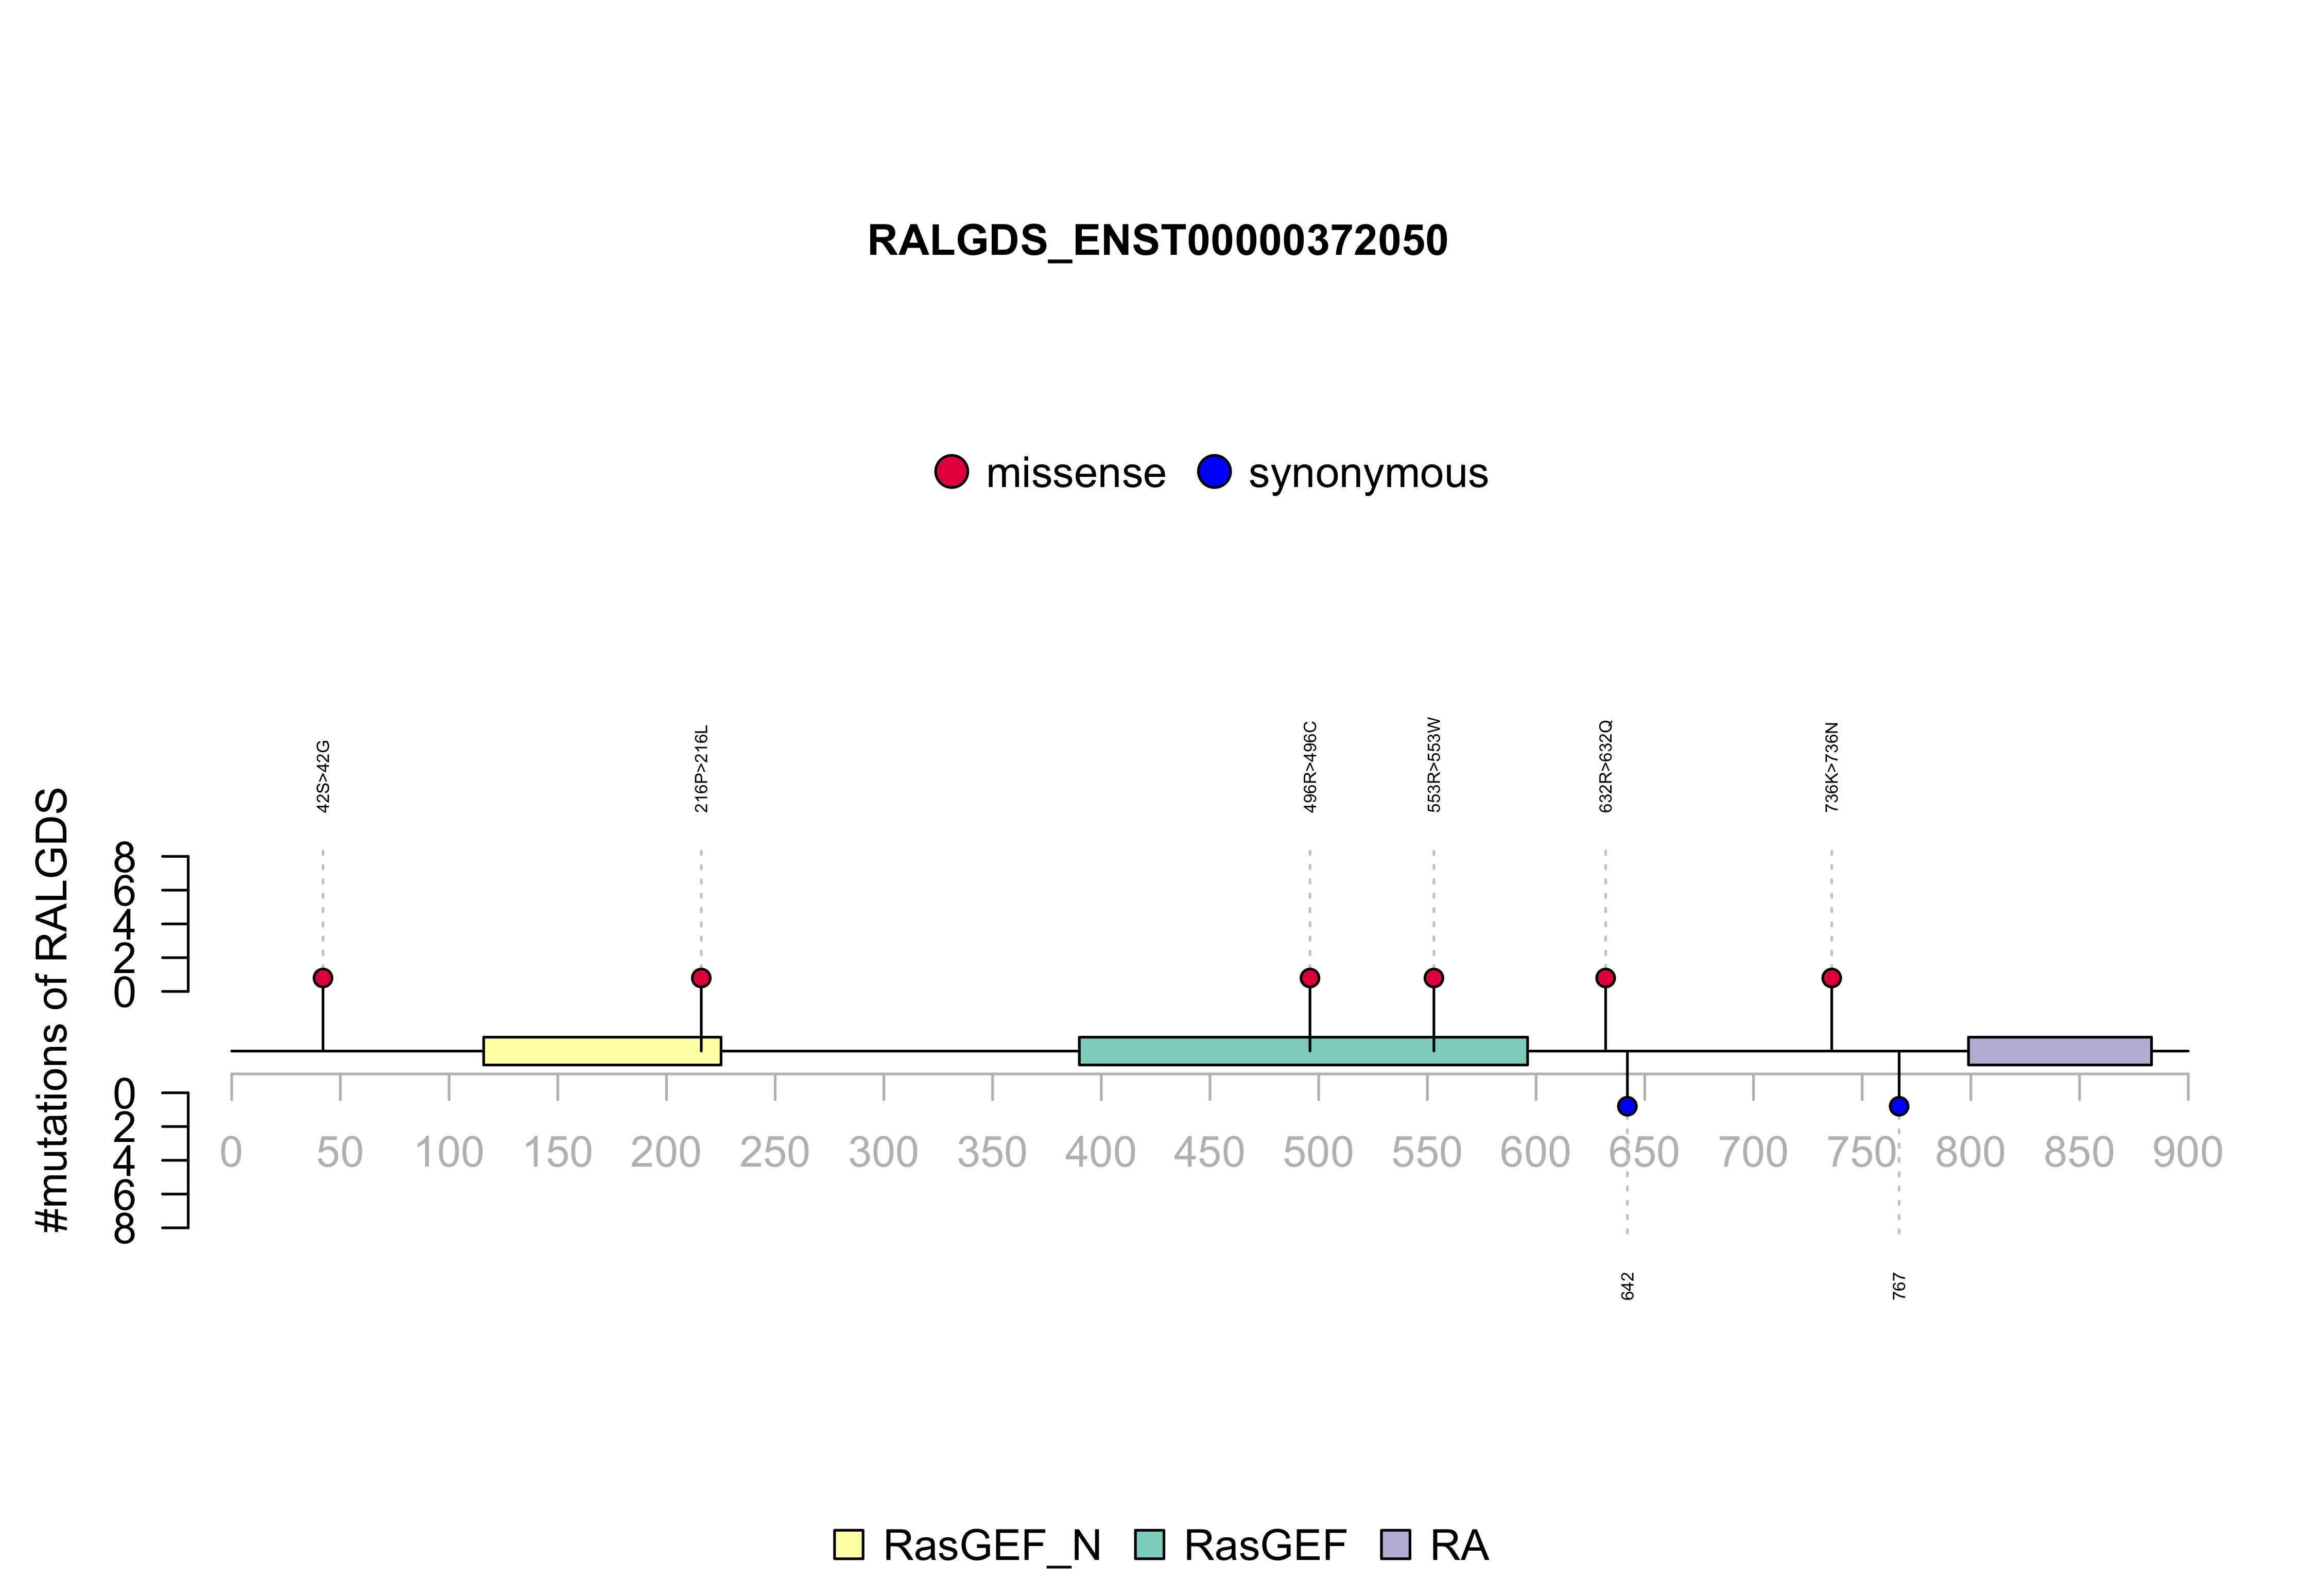 RALGDS_ENST00000372050
missense synonymous
42S>42G
216P>216L
496R>496C
553R>553W
632R>632Q
736K>736N
#mutations of RALGDS
8
6
4
2
0
0
2
4
6
8
0 50 100 150 200 250 300 350 400 450 500 550 600 650 700 750 800 850 900
642
767
RasGEF_N RasGEF RA